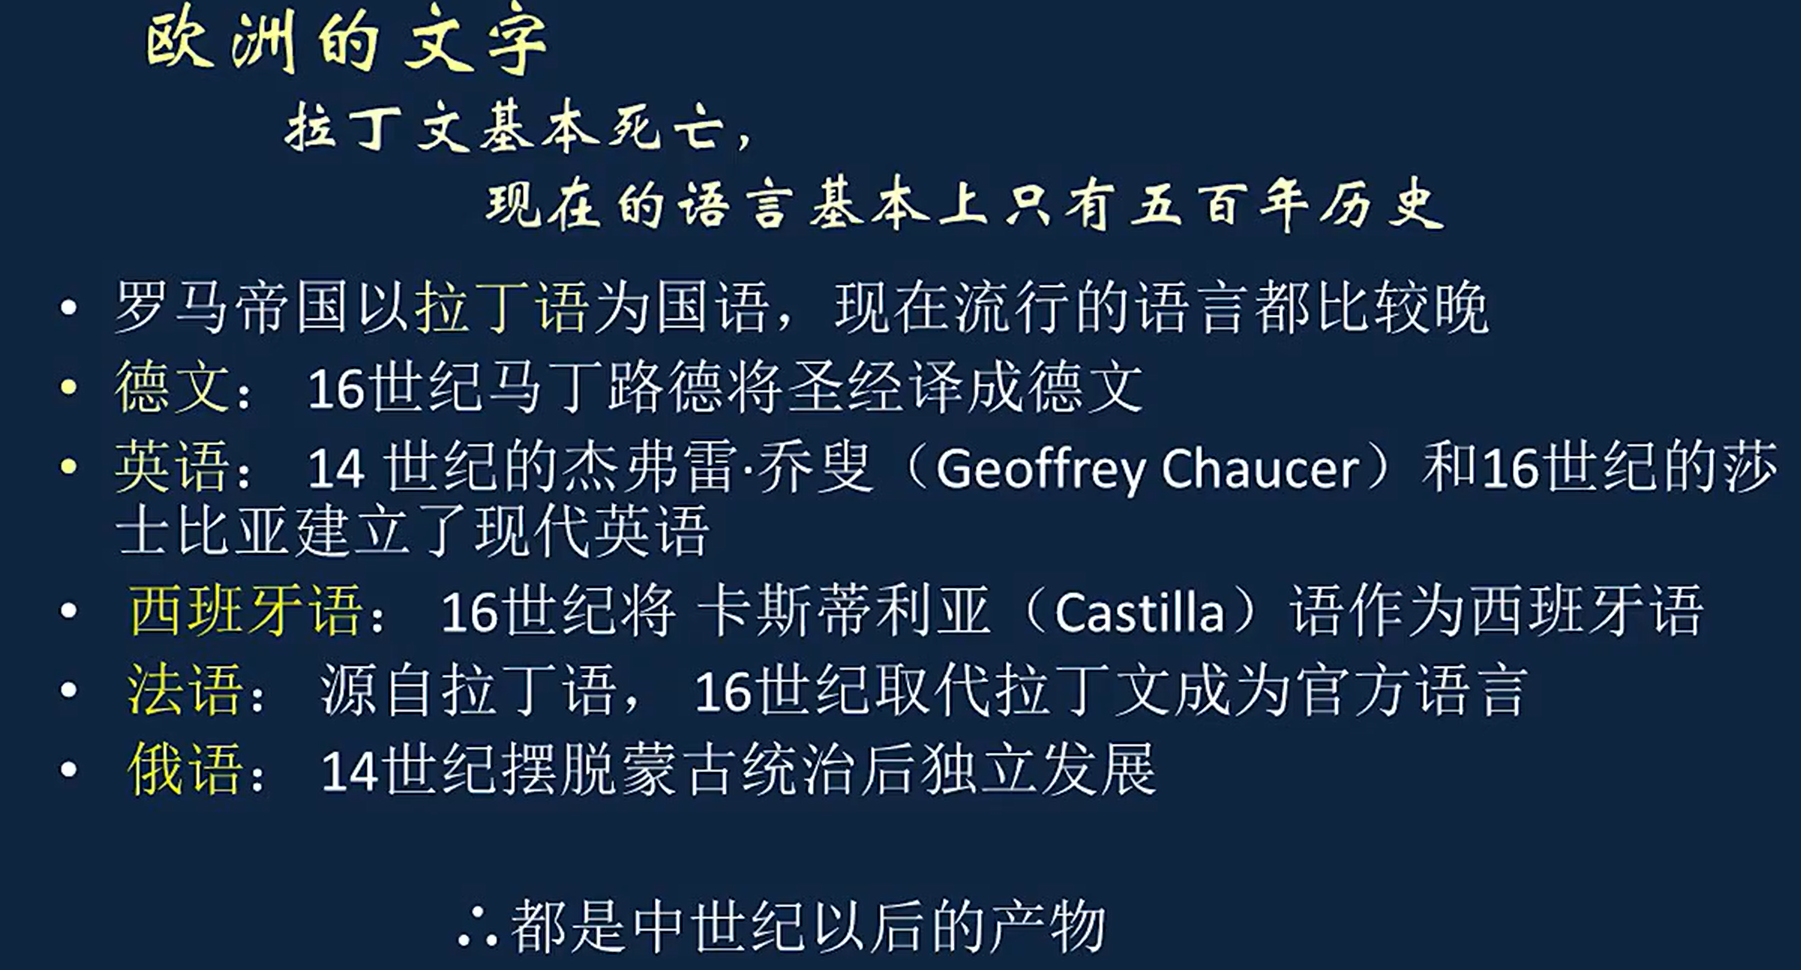 欧洲的文字
拉丁文基本死亡，
现在的语言基本上只有五百年历史
• 罗马帝国以拉丁语为国语，现在流行的语言都比较晚
• 德文： 16世纪马丁路德将圣经译成德文
• 英语： 14 世纪的杰弗雷·乔叟（Geoffrey Chaucer）和16世纪的莎
士比亚建立了现代英语
• 西班牙语： 16世纪将 卡斯蒂利亚（Castilla）语作为西班牙语
• 法语： 源自拉丁语， 16世纪取代拉丁文成为官方语言
• 俄语： 14世纪摆脱蒙古统治后独立发展
∴都是中世纪以后的产物